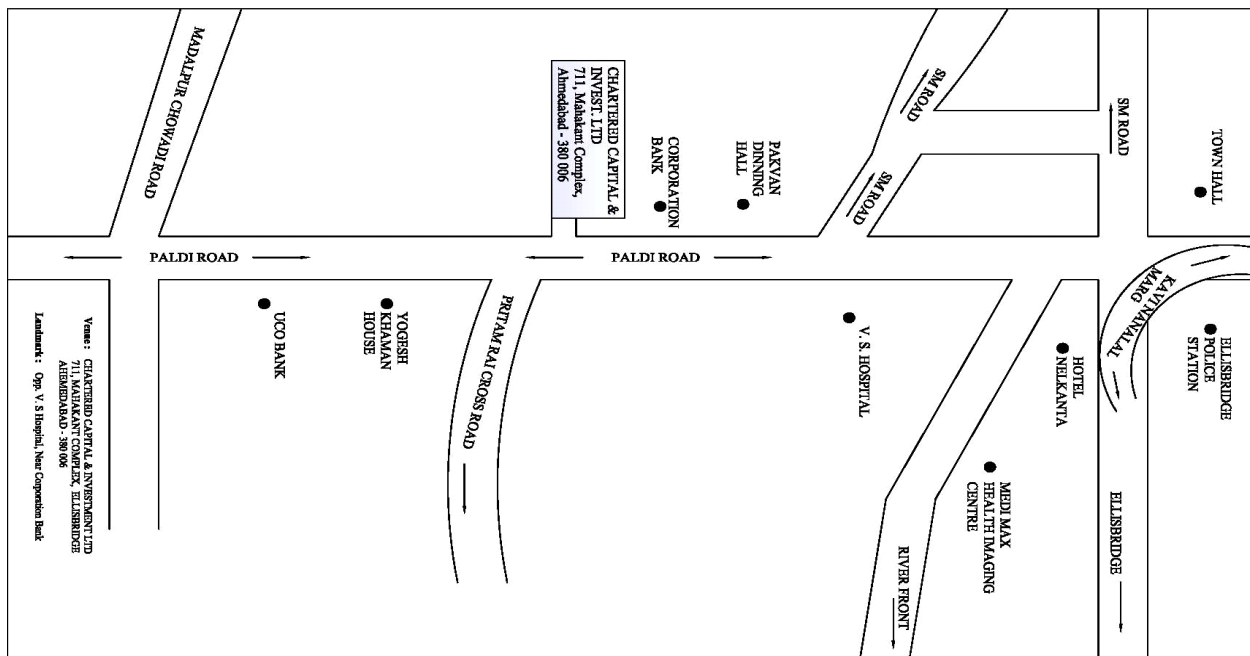 MADALPUR CHOWADI ROAD
CHARTERED CAPITAL &
INVEST. LTD
711, Mahakant Complex,
Ahmedabad - 380 006
CORPORATION
BANK
PAKVAN
DINNING
HALL
SM ROAD
SM ROAD
SM ROAD
TOWN HALL
PALDI ROAD
PALDI ROAD
KAVI NANALAL
MARG
UCO BANK
YOGESH
KHAMAN
HOUSE
PRITAM RAI CROSS ROAD
V. S. HOSPITAL
HOTEL
NELKANTA
ELLISBRIDGE
POLICE
STATION
MEDI MAX
HEALTH IMAGING
CENTRE
RIVER FRONT
ELLISBRIDGE
Venue : CHARTERED CAPITAL & INVESTMENT LTD
711, MAHAKANT COMPLEX, ELLISBRIDGE
AHEMEDABAD - 380 006
Landmark : Opp. V. S Hospital, Near Corporation Bank